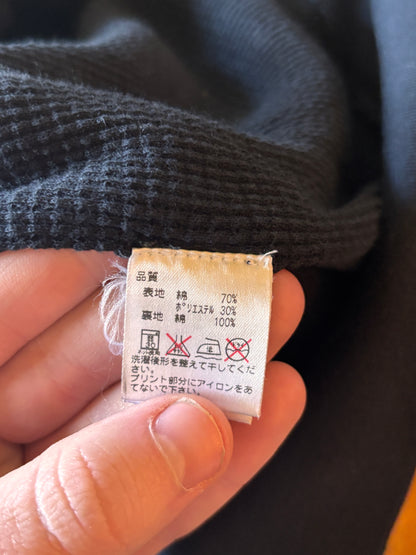 品質
表地 綿 70%
ポリエステル 30%
裏地 綿 100%
洗濯後形を整えて干してくだ
さい。
プリント部分にアイロンをあ
てないで下さい。